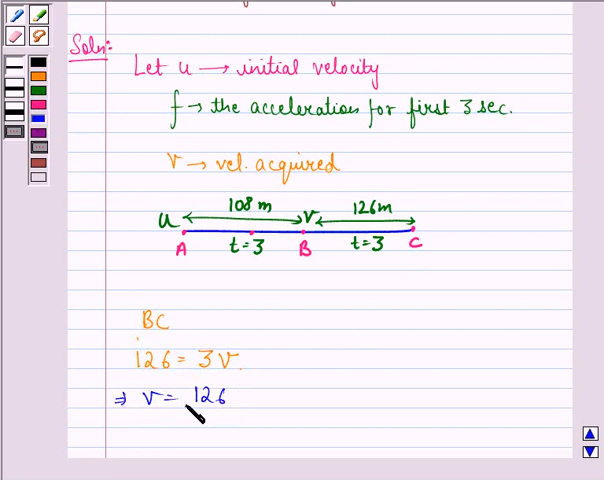 Soln:
Let u → initial velocity
f → the acceleration for first 3 sec.
v → vel. acquired
108 m 126m
u v
A t=3 B t=3 C
BC
126 = 3v.
⇒ v = 126